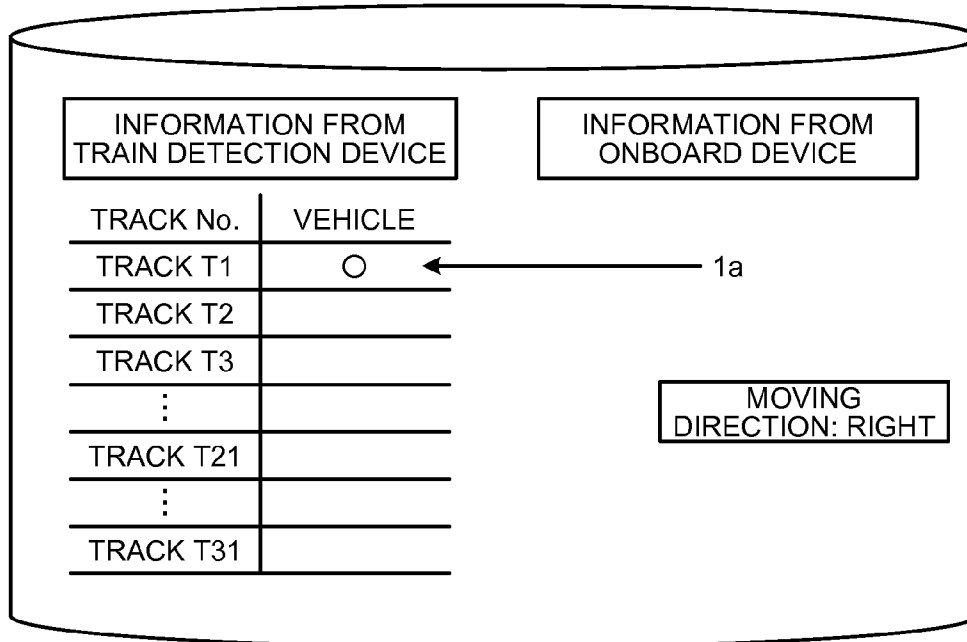 INFORMATION FROM
TRAIN DETECTION DEVICE
INFORMATION FROM
ONBOARD DEVICE
TRACK No. VEHICLE
TRACK T1 ○ 1a
TRACK T2
TRACK T3
⋮
TRACK T21
⋮
TRACK T31
MOVING
DIRECTION: RIGHT